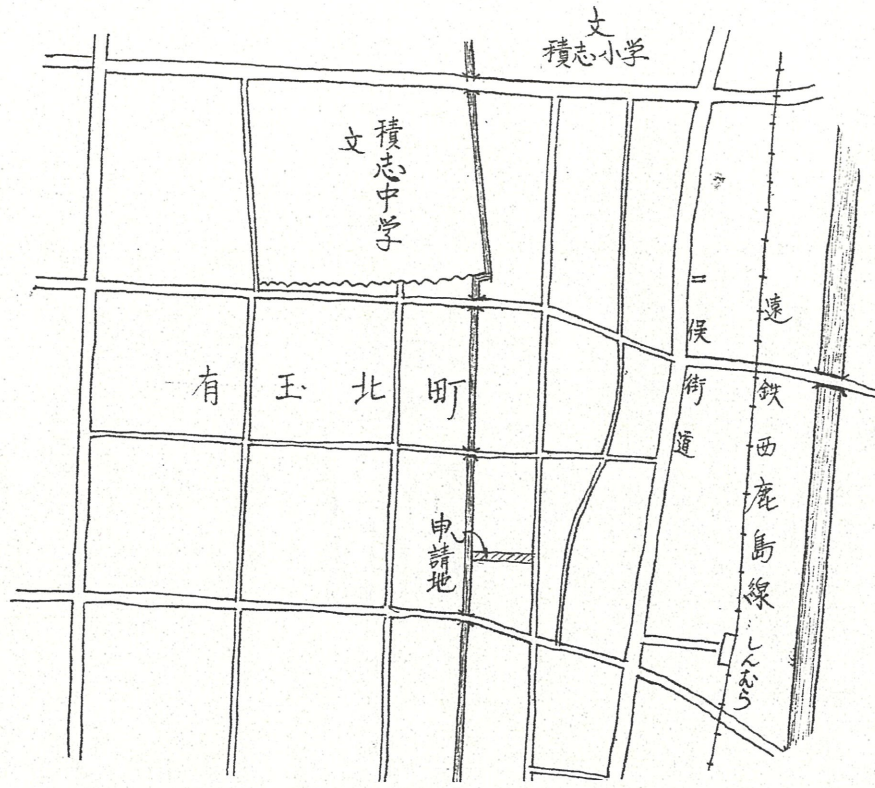 文
積志小学
積志中学
文
二俣街道
遠鉄西鹿島線
有玉北町
申請地
しんむら